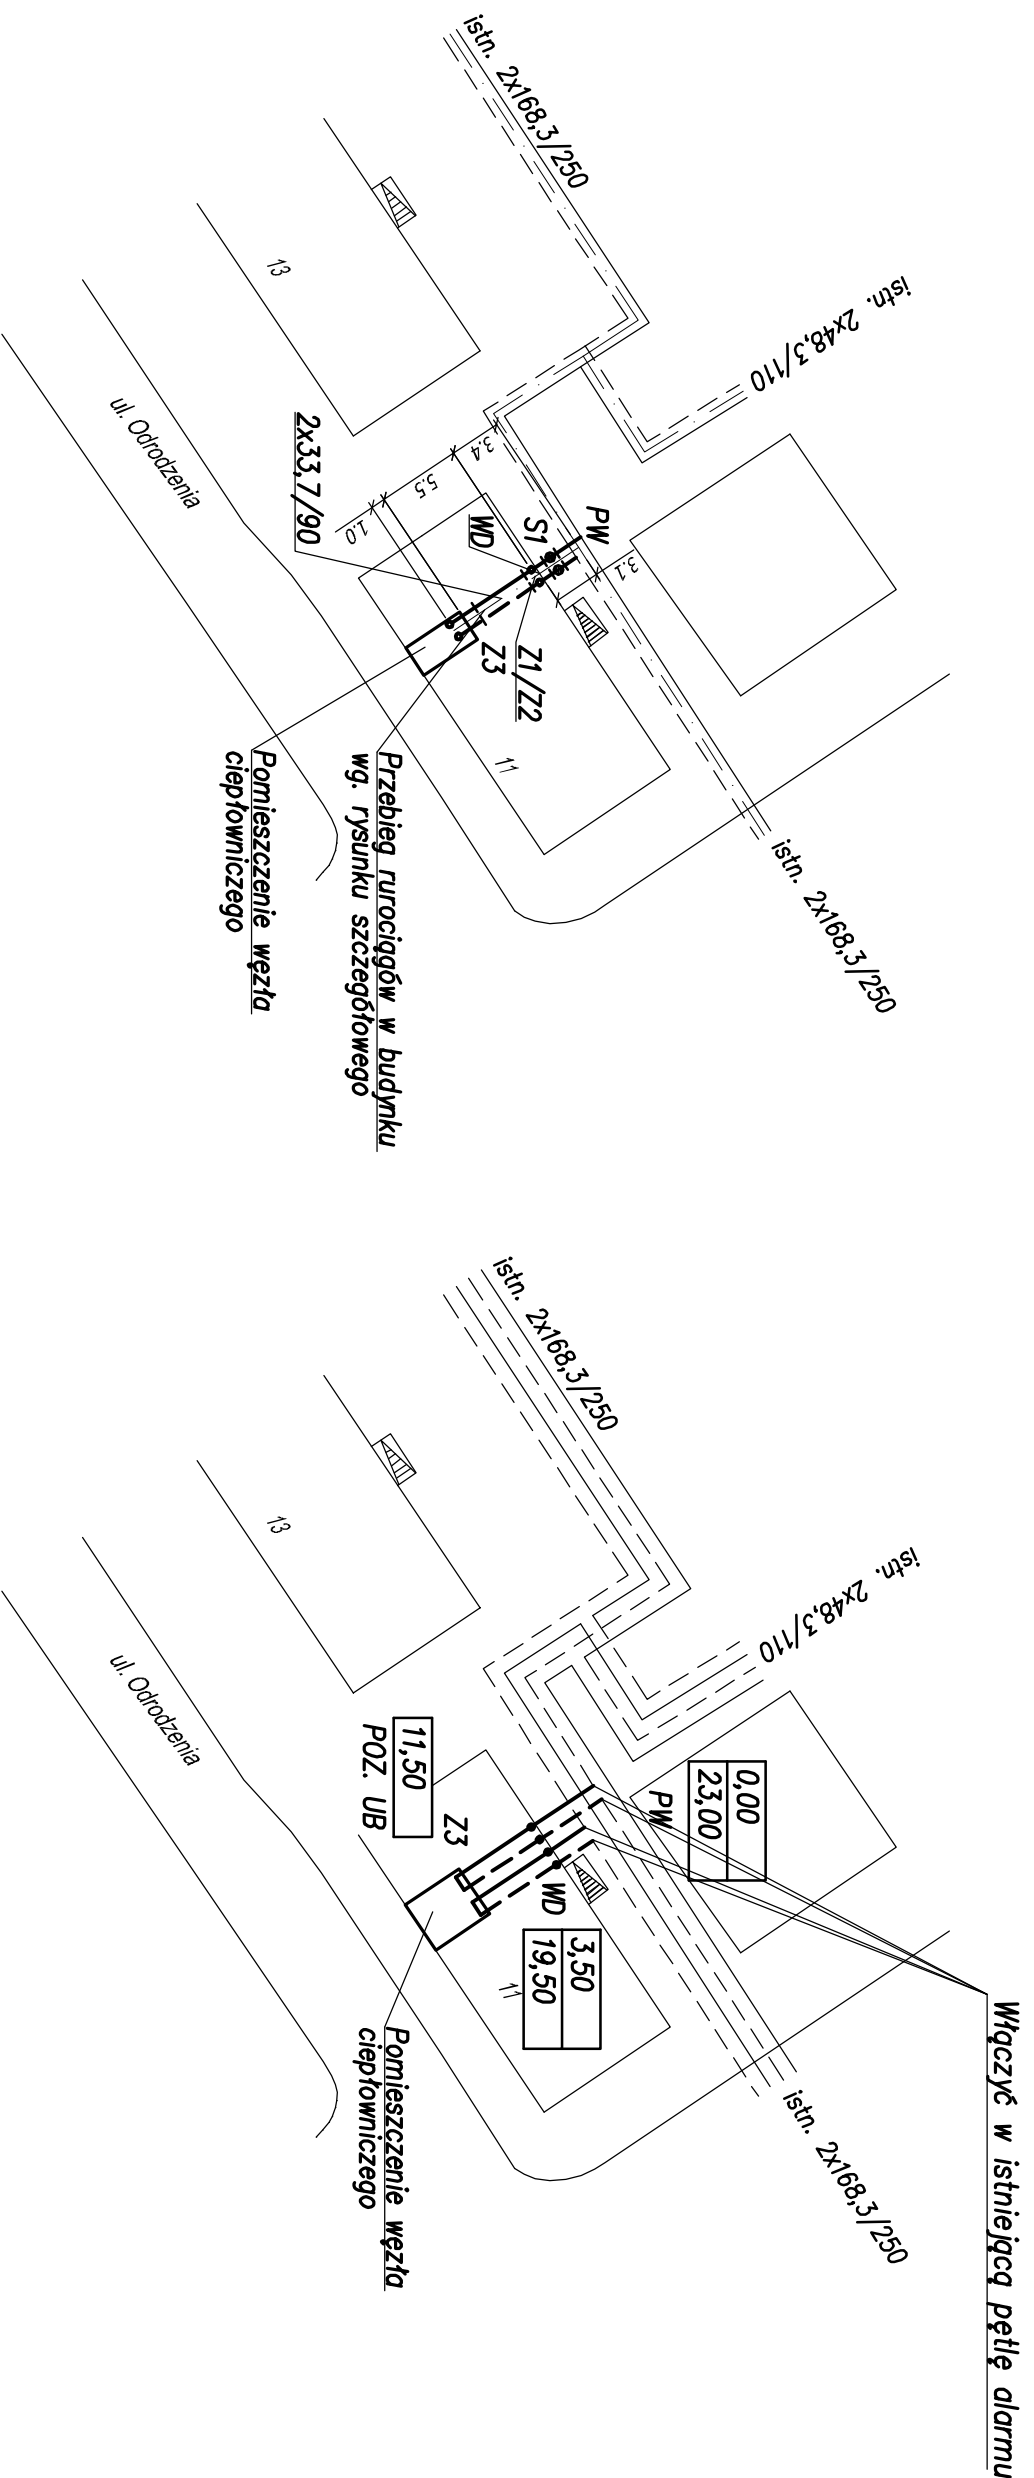 istn. 2x168,3/250
istn. 2x48,3/110
13
ul. Odrodzenia
2x33,7/90
3.4
5.5
1.0
3.1
PW
S1
WD
Z1/Z2
Z3
11
istn. 2x168,3/250
Przebieg rurociągów w budynku
wg. rysunku szczegółowego
Pomieszczenie węzła
ciepłowniczego
istn. 2x168,3/250
istn. 2x48,3/110
13
ul. Odrodzenia
0,00
23,00
PW
11,50
POZ. UB
Z3
WD
3,50
19,50
11
istn. 2x168,3/250
Pomieszczenie węzła
ciepłowniczego
Włączyć w istniejącą pętlę alarmu